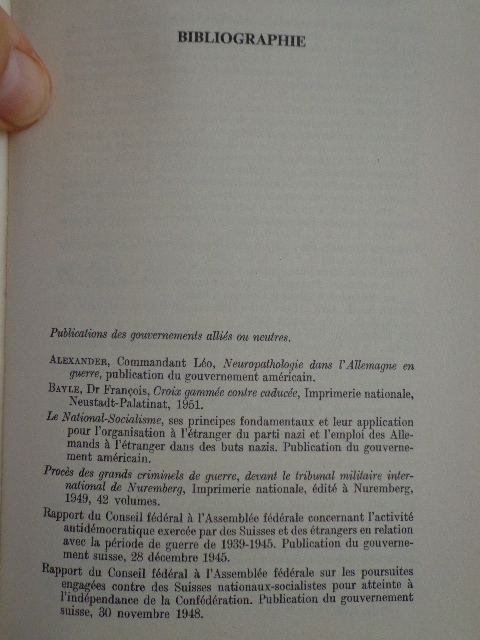 BIBLIOGRAPHIE
Publications des gouvernements alliés ou neutres.
ALEXANDER, Commandant Léo, Neuropathologie dans l'Allemagne en
guerre, publication du gouvernement américain.
BAYLE, Dr François, Croix gammée contre caducée, Imprimerie nationale,
Neustadt-Palatinat, 1951.
Le National-Socialisme, ses principes fondamentaux et leur application
pour l'organisation à l'étranger du parti nazi et l'emploi des Alle-
mands à l'étranger dans des buts nazis. Publication du gouverne-
ment américain.
Procès des grands criminels de guerre, devant le tribunal militaire inter-
national de Nuremberg, Imprimerie nationale, édité à Nuremberg,
1949, 42 volumes.
Rapport du Conseil fédéral à l'Assemblée fédérale concernant l'activité
antidémocratique exercée par des Suisses et des étrangers en relation
avec la période de guerre de 1939-1945. Publication du gouverne-
ment suisse, 28 décembre 1945.
Rapport du Conseil fédéral à l'Assemblée fédérale sur les poursuites
engagées contre des Suisses nationaux-socialistes pour atteinte à
l'indépendance de la Confédération. Publication du gouvernement
suisse, 30 novembre 1948.